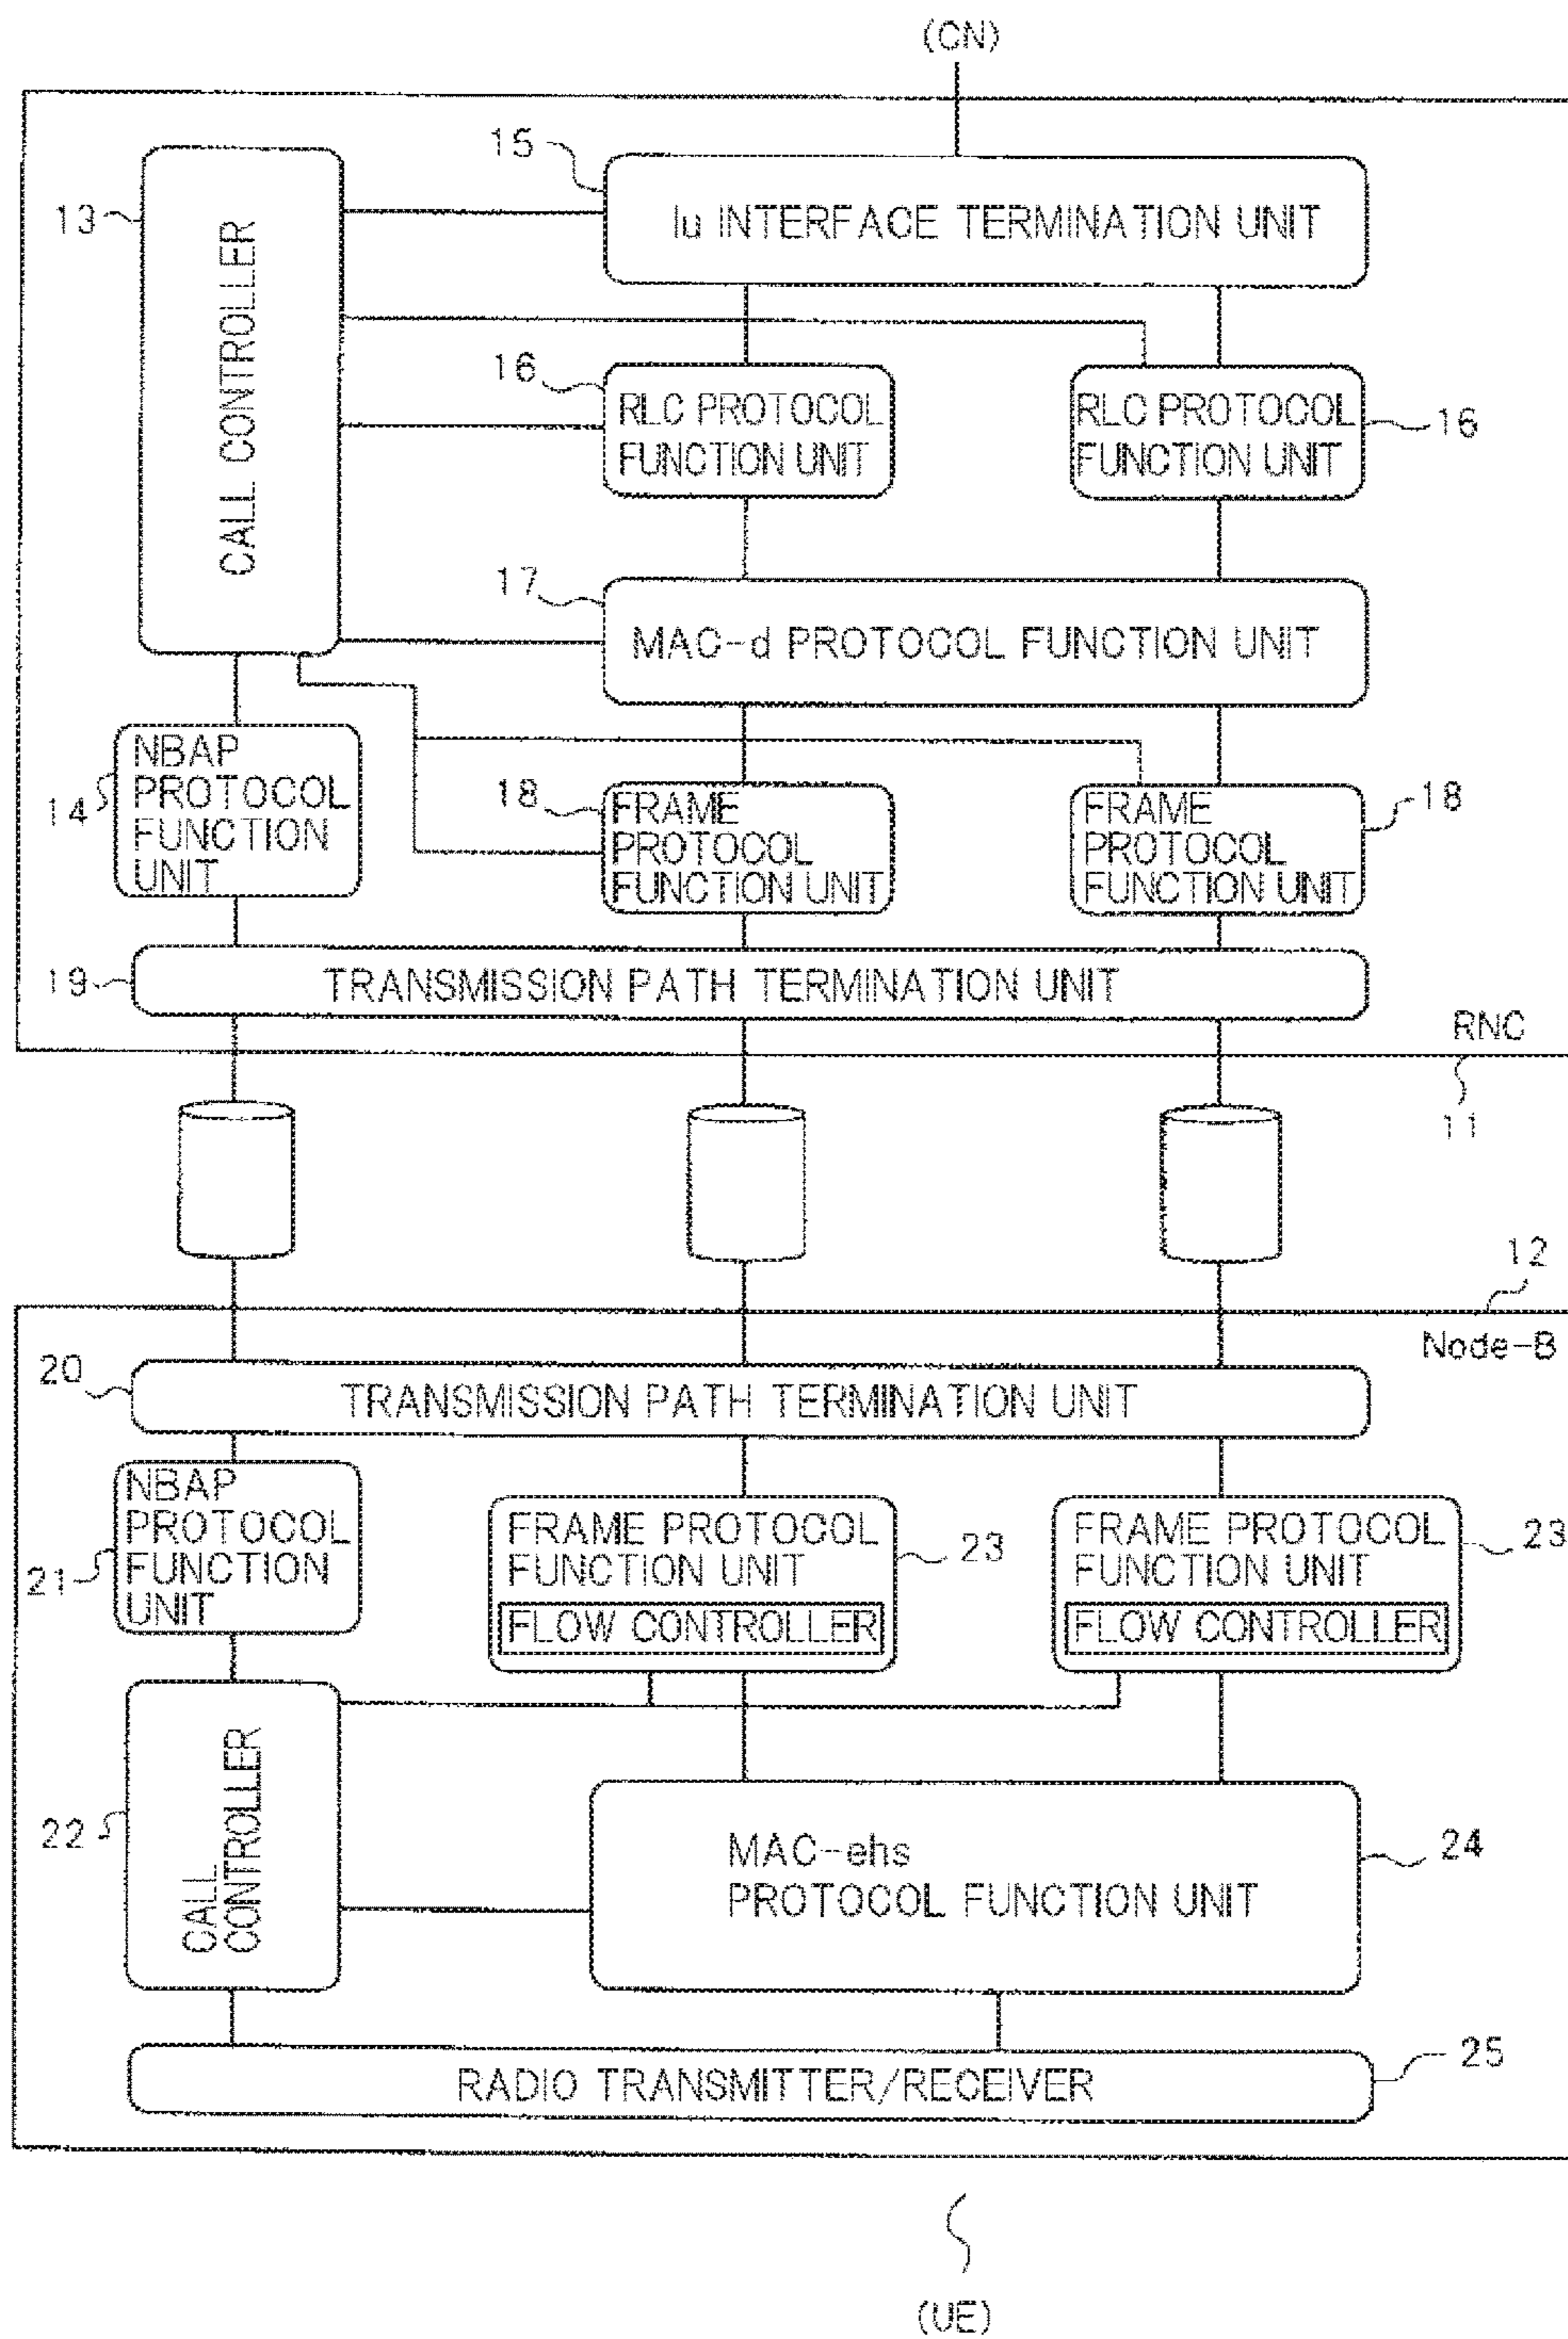 (CN)
15
13
Iu INTERFACE TERMINATION UNIT
CALL CONTROLLER
16
RLC PROTOCOL
FUNCTION UNIT
RLC PROTOCOL
FUNCTION UNIT
16
17
MAC-d PROTOCOL FUNCTION UNIT
14
NBAP
PROTOCOL
FUNCTION
UNIT
18
FRAME
PROTOCOL
FUNCTION UNIT
FRAME
PROTOCOL
FUNCTION UNIT
18
19
TRANSMISSION PATH TERMINATION UNIT
RNC
11
12
Node-B
20
TRANSMISSION PATH TERMINATION UNIT
21
NBAP
PROTOCOL
FUNCTION
UNIT
FRAME PROTOCOL
FUNCTION UNIT
FLOW CONTROLLER
23
FRAME PROTOCOL
FUNCTION UNIT
FLOW CONTROLLER
23
22
CALL
CONTROLLER
MAC-ehs
PROTOCOL FUNCTION UNIT
24
RADIO TRANSMITTER/RECEIVER
25
(UE)